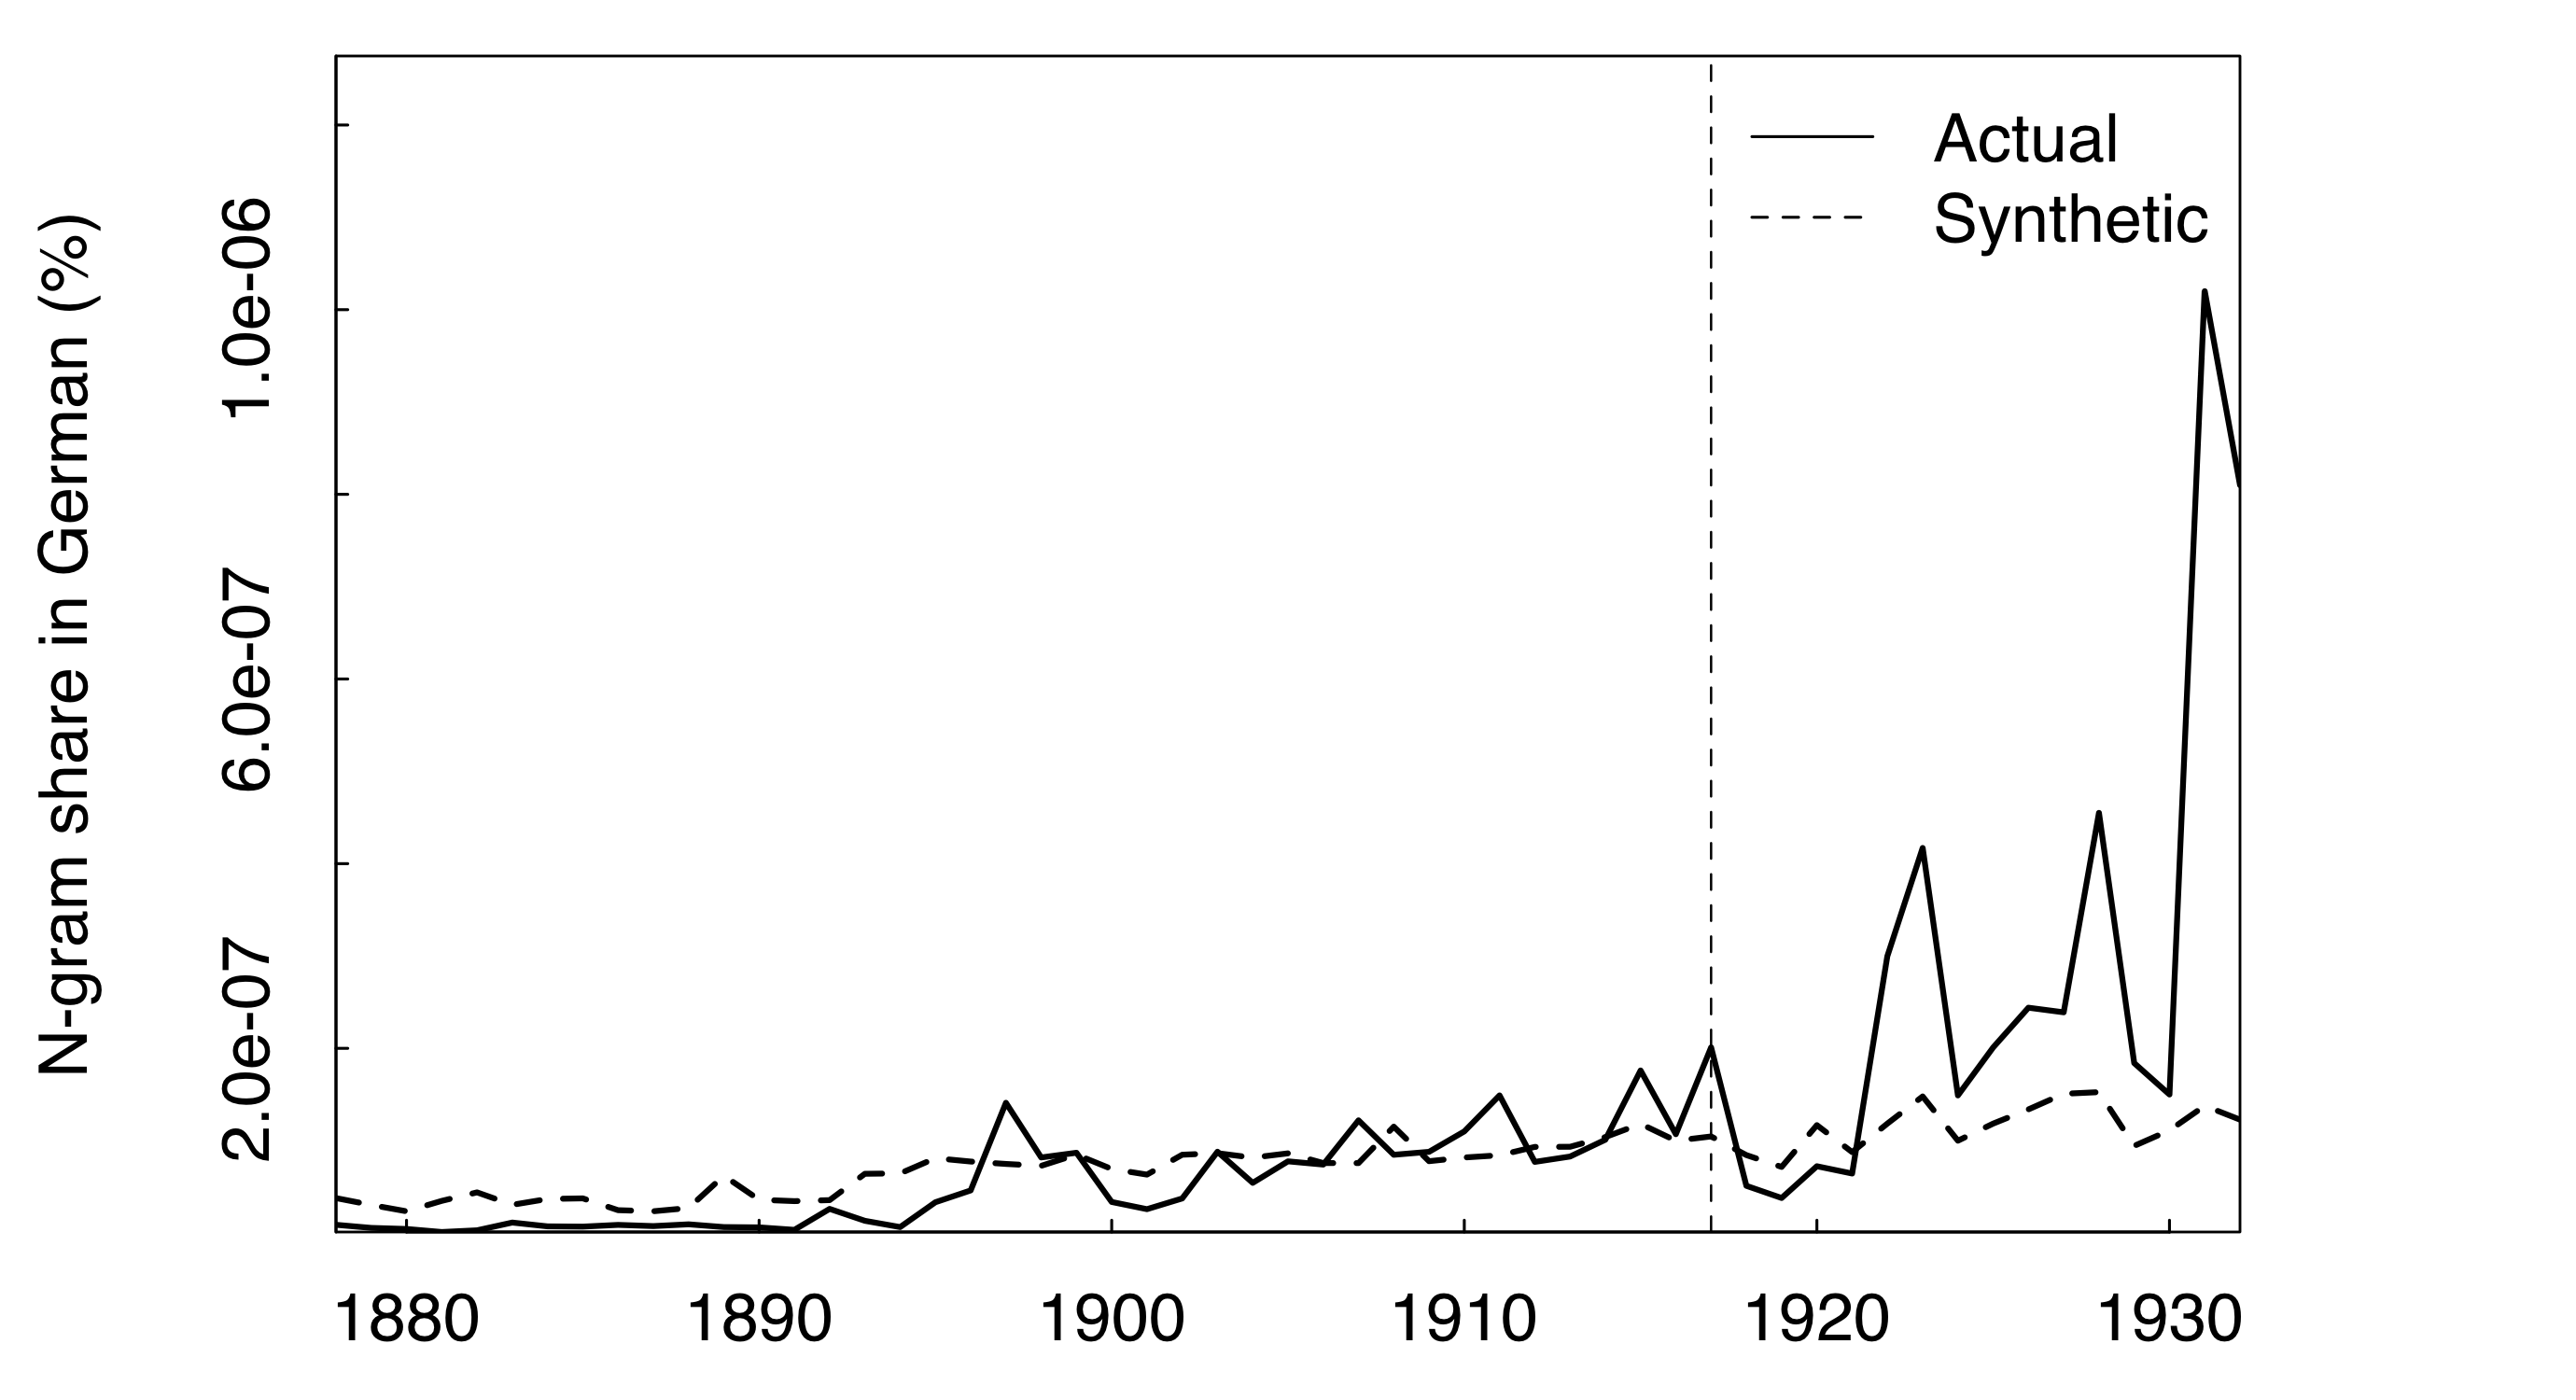 N-gram share in German (%)
1.0e-06
6.0e-07
2.0e-07
Actual
Synthetic
1880 1890 1900 1910 1920 1930